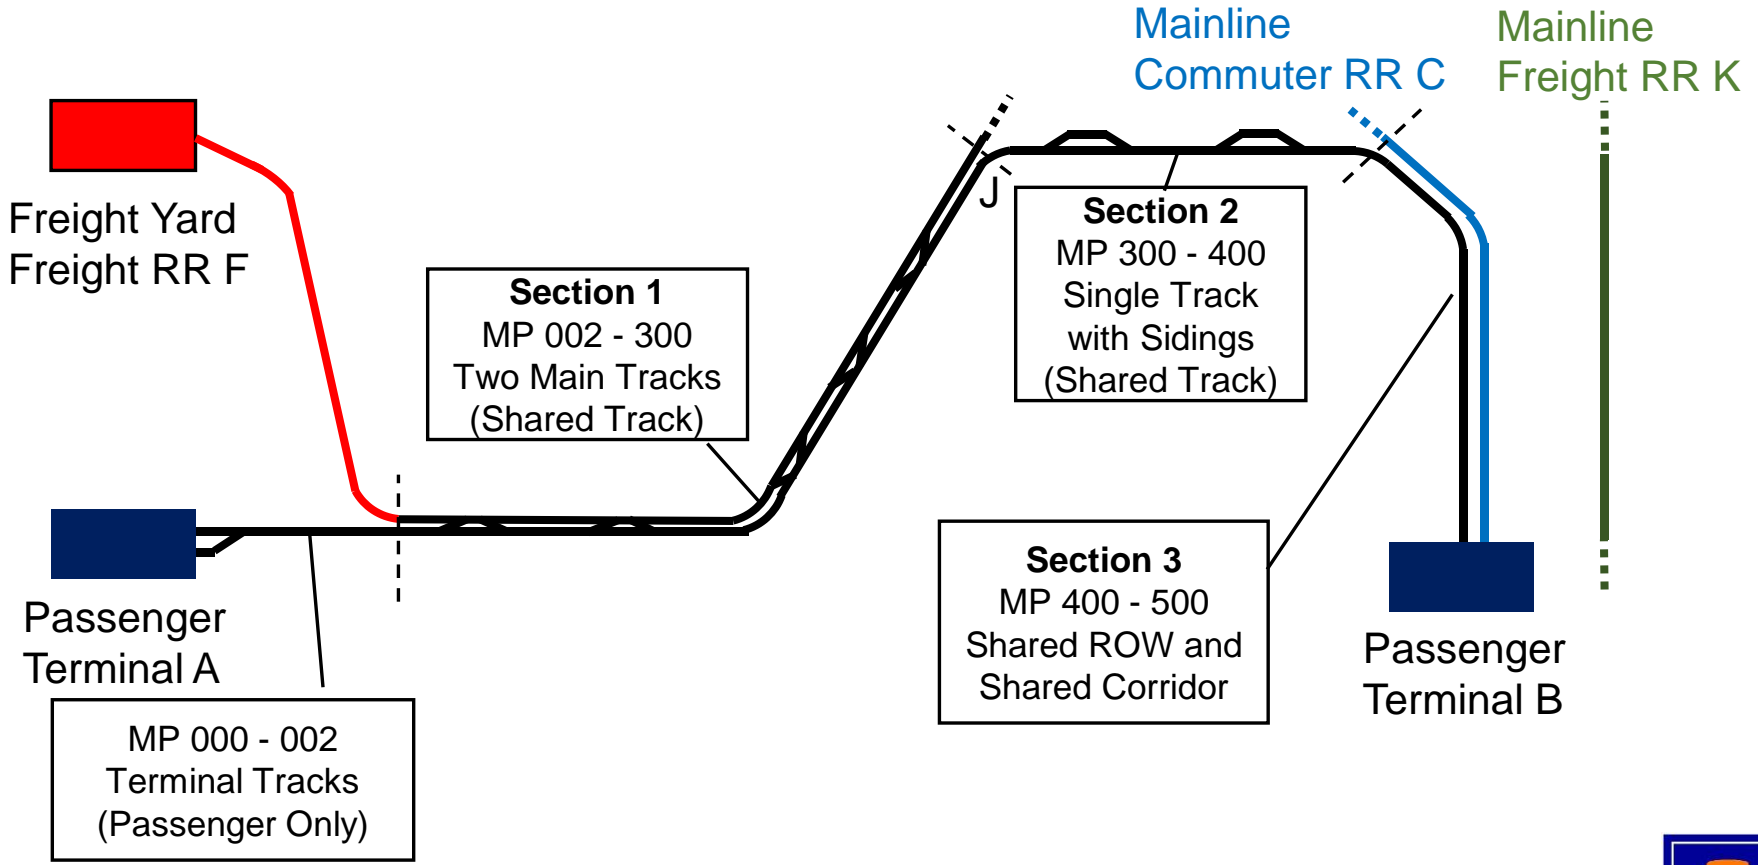 Mainline
Commuter RR C
Mainline
Freight RR K
Freight Yard
Freight RR F
J
Section 1
MP 002 - 300
Two Main Tracks
(Shared Track)
Section 2
MP 300 - 400
Single Track
with Sidings
(Shared Track)
Section 3
MP 400 - 500
Shared ROW and
Shared Corridor
Passenger
Terminal A
Passenger
Terminal B
MP 000 - 002
Terminal Tracks
(Passenger Only)